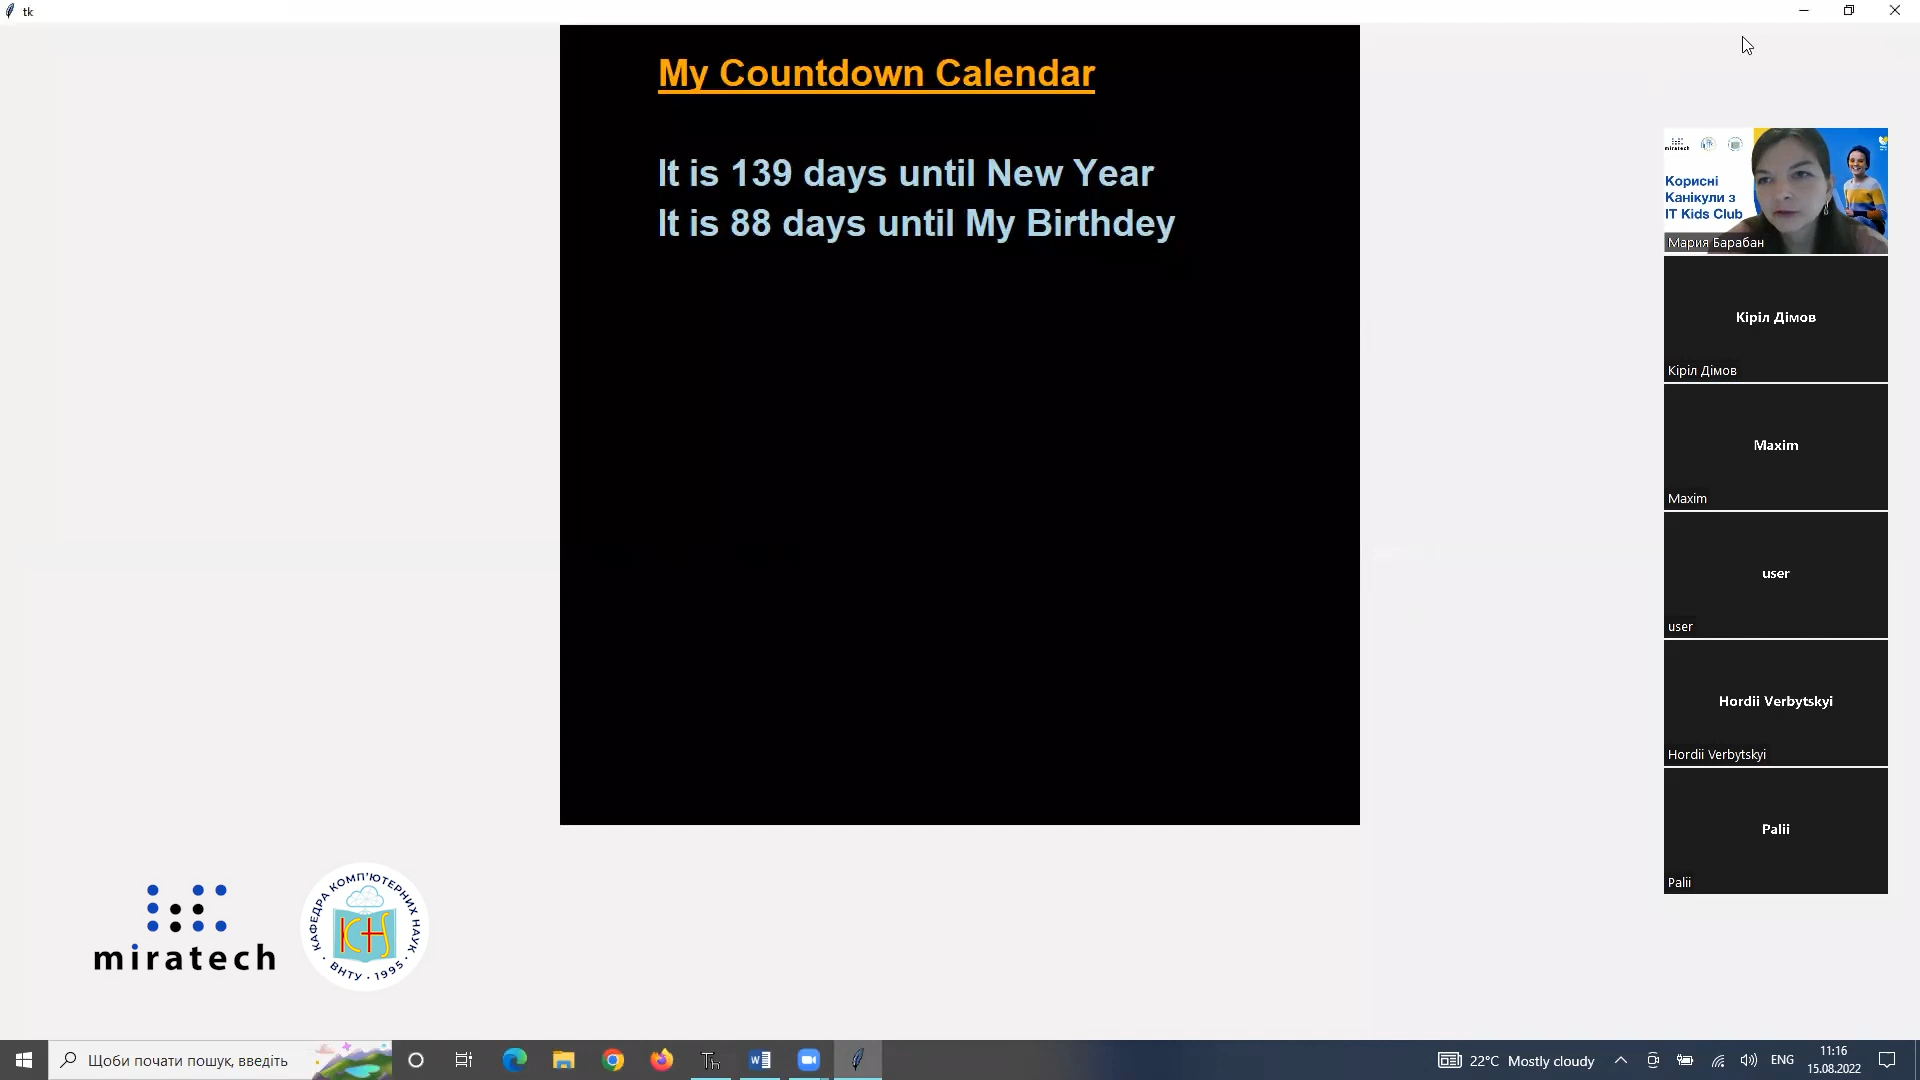 tk
My Countdown Calendar
It is 139 days until New Year
It is 88 days until My Birthdey
miratech
Корисні
Канікули з
IT Kids Club
Мария Барабан
Кіріл Дімов
Кіріл Дімов
Maxim
Maxim
user
user
Hordii Verbytskyi
Hordii Verbytskyi
Palii
Palii
miratech
КАФЕДРА КОМП'ЮТЕРНИХ НАУК
ВНТУ · 1995
Щоби почати пошук, введіть
Th
W
22°C Mostly cloudy
ENG
11:16
15.08.2022